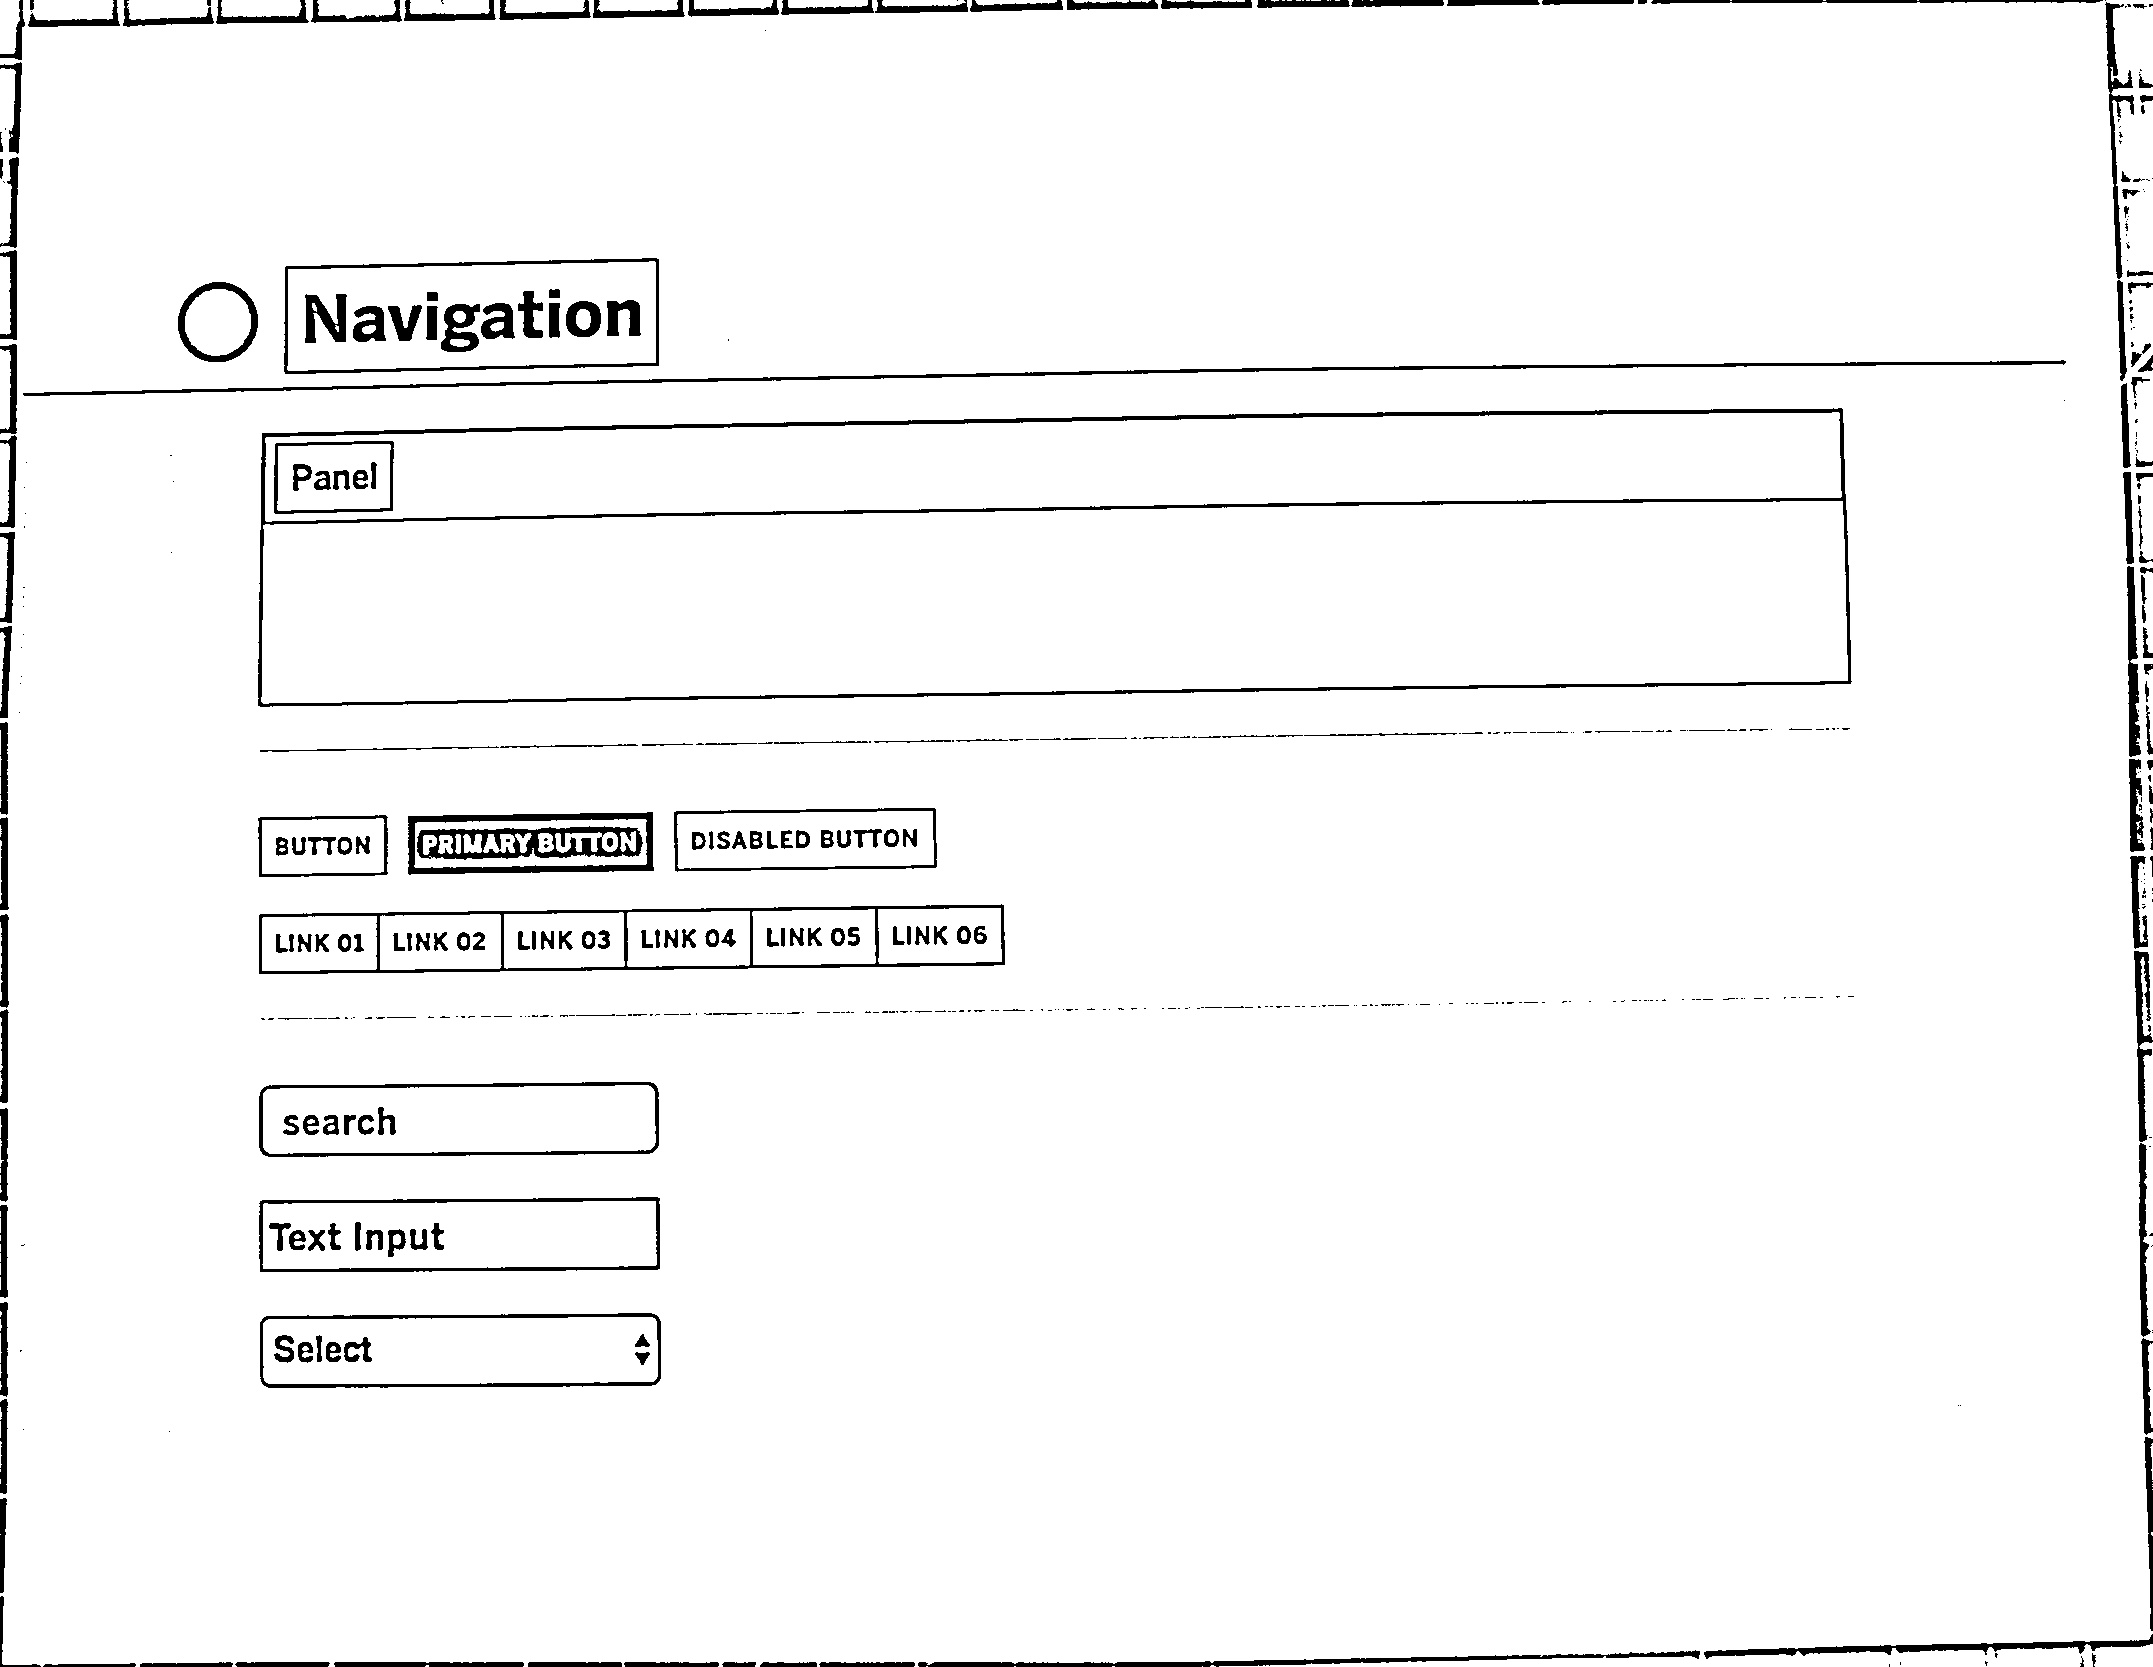 Navigation
Panel
BUTTON PRIMARY BUTTON DISABLED BUTTON
LINK 01 LINK 02 LINK 03 LINK 04 LINK 05 LINK 06
search
Text Input
Select